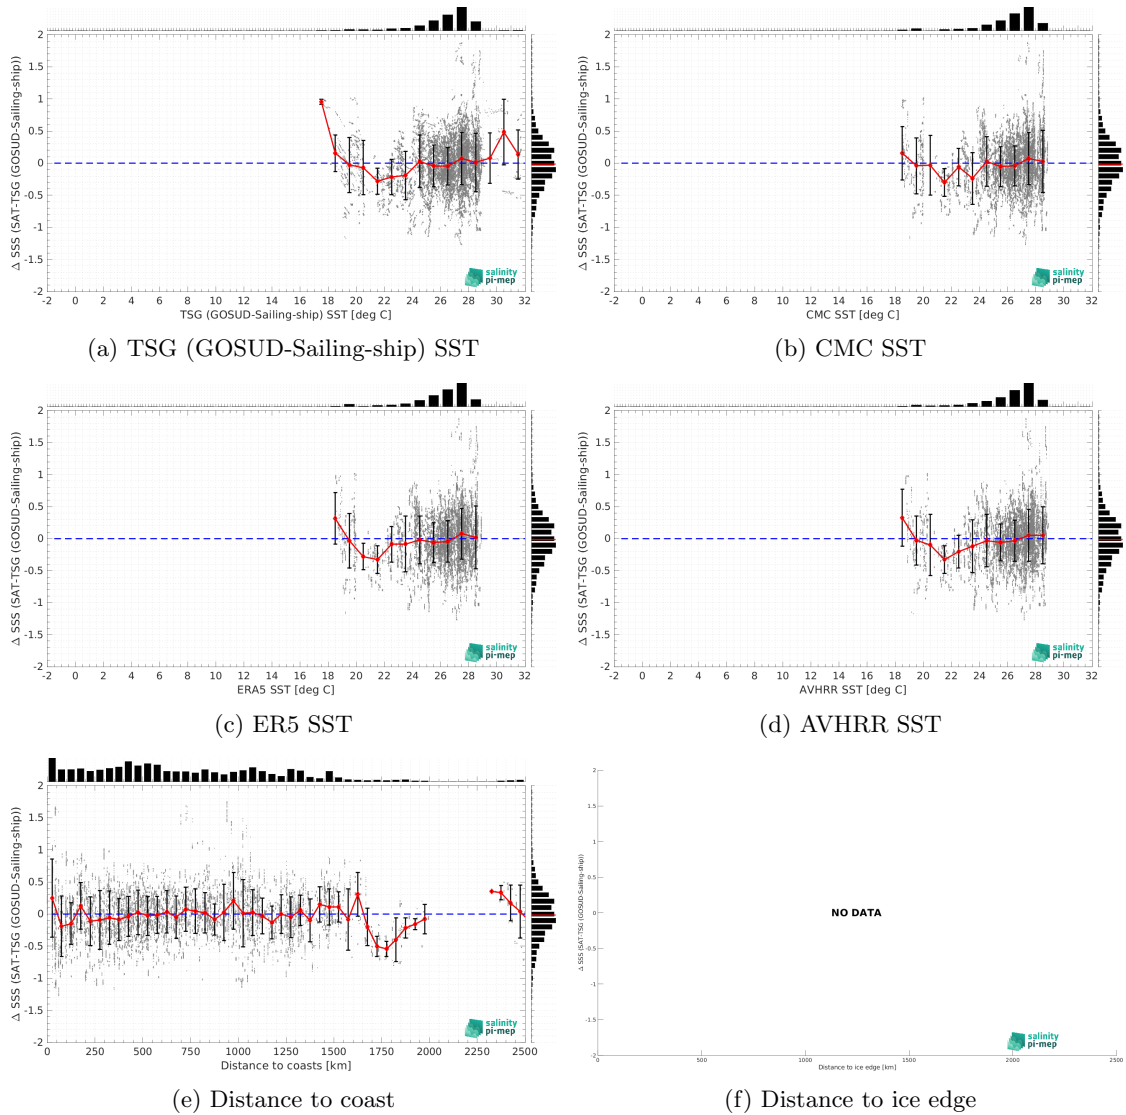 2
1.5
1
0.5
0
-0.5
-1
-1.5
-2
Δ SSS (SAT-TSG (GOSUD-Sailing-ship))
-2 0 2 4 6 8 10 12 14 16 18 20 22 24 26 28 30 32
TSG (GOSUD-Sailing-ship) SST [deg C]
salinity
pi-mep
(a) TSG (GOSUD-Sailing-ship) SST
2
1.5
1
0.5
0
-0.5
-1
-1.5
-2
Δ SSS (SAT-TSG (GOSUD-Sailing-ship))
-2 0 2 4 6 8 10 12 14 16 18 20 22 24 26 28 30 32
CMC SST [deg C]
salinity
pi-mep
(b) CMC SST
2
1.5
1
0.5
0
-0.5
-1
-1.5
-2
Δ SSS (SAT-TSG (GOSUD-Sailing-ship))
-2 0 2 4 6 8 10 12 14 16 18 20 22 24 26 28 30 32
ERA5 SST [deg C]
salinity
pi-mep
(c) ER5 SST
2
1.5
1
0.5
0
-0.5
-1
-1.5
-2
Δ SSS (SAT-TSG (GOSUD-Sailing-ship))
-2 0 2 4 6 8 10 12 14 16 18 20 22 24 26 28 30 32
AVHRR SST [deg C]
salinity
pi-mep
(d) AVHRR SST
2
1.5
1
0.5
0
-0.5
-1
-1.5
-2
Δ SSS (SAT-TSG (GOSUD-Sailing-ship))
0 250 500 750 1000 1250 1500 1750 2000 2250 2500
Distance to coasts [km]
salinity
pi-mep
(e) Distance to coast
2
1.5
1
0.5
0
-0.5
-1
-1.5
-2
Δ SSS (SAT-TSG (GOSUD-Sailing-ship))
NO DATA
0 500 1000 1500 2000 2500
Distance to ice edge [km]
salinity
pi-mep
(f) Distance to ice edge